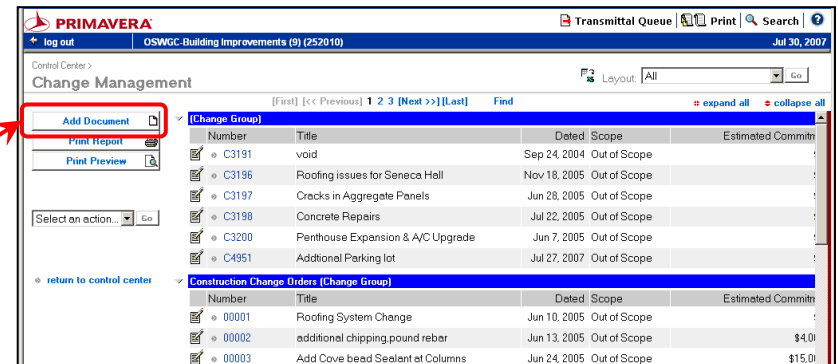 PRIMAVERA Transmittal Queue Print Search ?
log out OSWGC-Building Improvements (9) (252010) Jul 30, 2007
Control Center >
Change Management
Layout: All Go
[First] [<< Previous] 1 2 3 [Next >>] [Last] Find expand all collapse all
Add Document
Print Report
Print Preview
Select an action... Go
return to control center
(Change Group)
Number Title Dated Scope Estimated Commitm
C3191 void Sep 24, 2004 Out of Scope
C3196 Roofing issues for Seneca Hall Nov 18, 2005 Out of Scope
C3197 Cracks in Aggregate Panels Jun 28, 2005 Out of Scope
C3198 Concrete Repairs Jul 22, 2005 Out of Scope
C3200 Penthouse Expansion & A/C Upgrade Jun 7, 2005 Out of Scope
C4951 Addtional Parking lot Jul 27, 2007 Out of Scope
Construction Change Orders (Change Group)
Number Title Dated Scope Estimated Commitm
00001 Roofing System Change Jun 10, 2005 Out of Scope
00002 additional chipping,pound rebar Jun 13, 2005 Out of Scope $4,0
00003 Add Cove bead Sealant at Columns Jun 24, 2005 Out of Scope $15,0